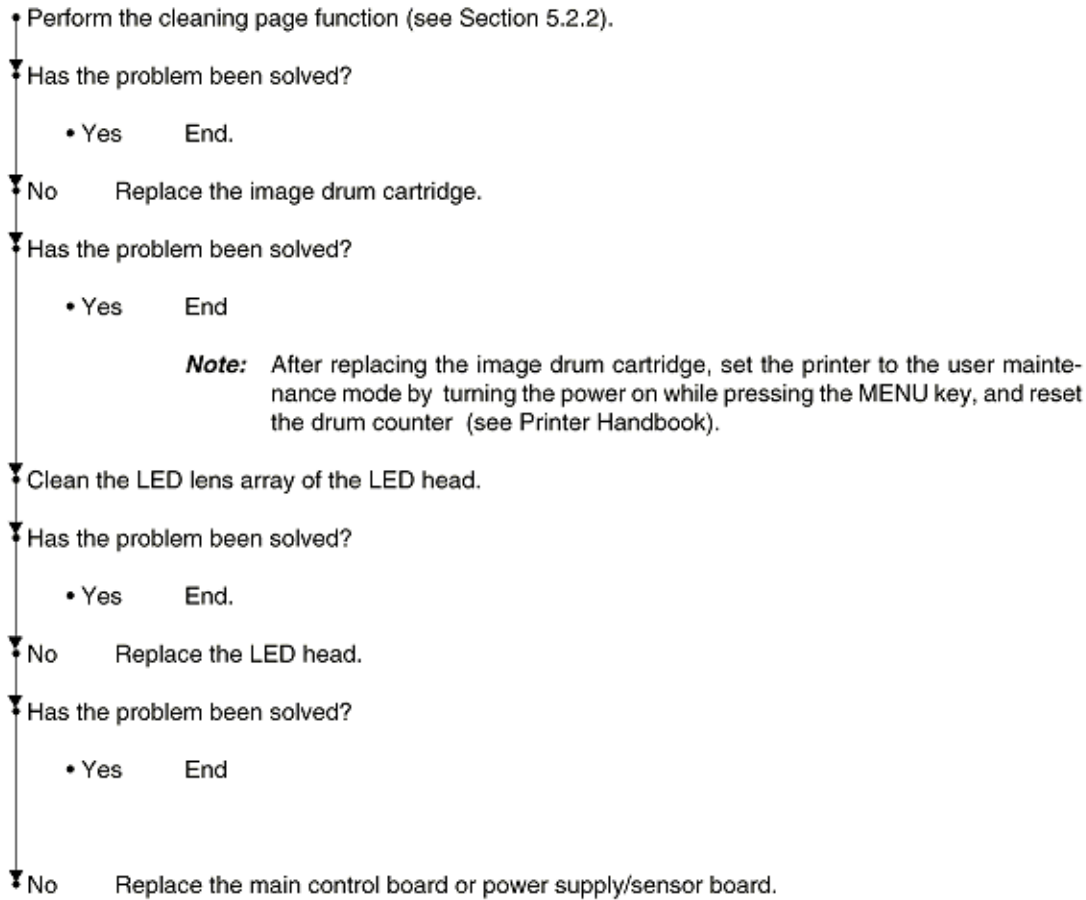 • Perform the cleaning page function (see Section 5.2.2).
Has the problem been solved?
• Yes End.
No Replace the image drum cartridge.
Has the problem been solved?
• Yes End
Note: After replacing the image drum cartridge, set the printer to the user mainte-
nance mode by turning the power on while pressing the MENU key, and reset
the drum counter (see Printer Handbook).
Clean the LED lens array of the LED head.
Has the problem been solved?
• Yes End.
No Replace the LED head.
Has the problem been solved?
• Yes End
No Replace the main control board or power supply/sensor board.